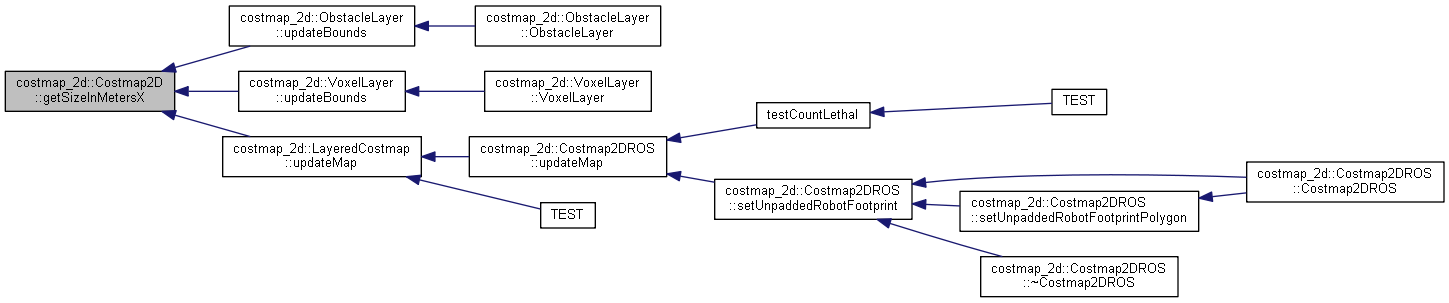 costmap_2d::Costmap2D
::getSizeInMetersX
costmap_2d::ObstacleLayer
::updateBounds
costmap_2d::ObstacleLayer
::ObstacleLayer
costmap_2d::VoxelLayer
::updateBounds
costmap_2d::VoxelLayer
::VoxelLayer
costmap_2d::LayeredCostmap
::updateMap
costmap_2d::Costmap2DROS
::updateMap
TEST
testCountLethal
TEST
costmap_2d::Costmap2DROS
::setUnpaddedRobotFootprint
costmap_2d::Costmap2DROS
::Costmap2DROS
costmap_2d::Costmap2DROS
::setUnpaddedRobotFootprintPolygon
costmap_2d::Costmap2DROS
::~Costmap2DROS